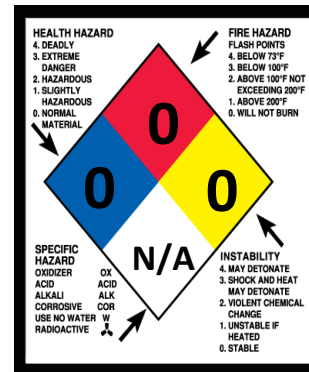 HEALTH HAZARD
4. DEADLY
3. EXTREME
DANGER
2. HAZARDOUS
1. SLIGHTLY
HAZARDOUS
0. NORMAL
MATERIAL
FIRE HAZARD
FLASH POINTS
4. BELOW 73°F
3. BELOW 100°F
2. ABOVE 100°F NOT
EXCEEDING 200°F
1. ABOVE 200°F
0. WILL NOT BURN
0
0
0
N/A
SPECIFIC
HAZARD
OXIDIZER OX
ACID ACID
ALKALI ALK
CORROSIVE COR
USE NO WATER W
RADIOACTIVE
INSTABILITY
4. MAY DETONATE
3. SHOCK AND HEAT
MAY DETONATE
2. VIOLENT CHEMICAL
CHANGE
1. UNSTABLE IF
HEATED
0. STABLE